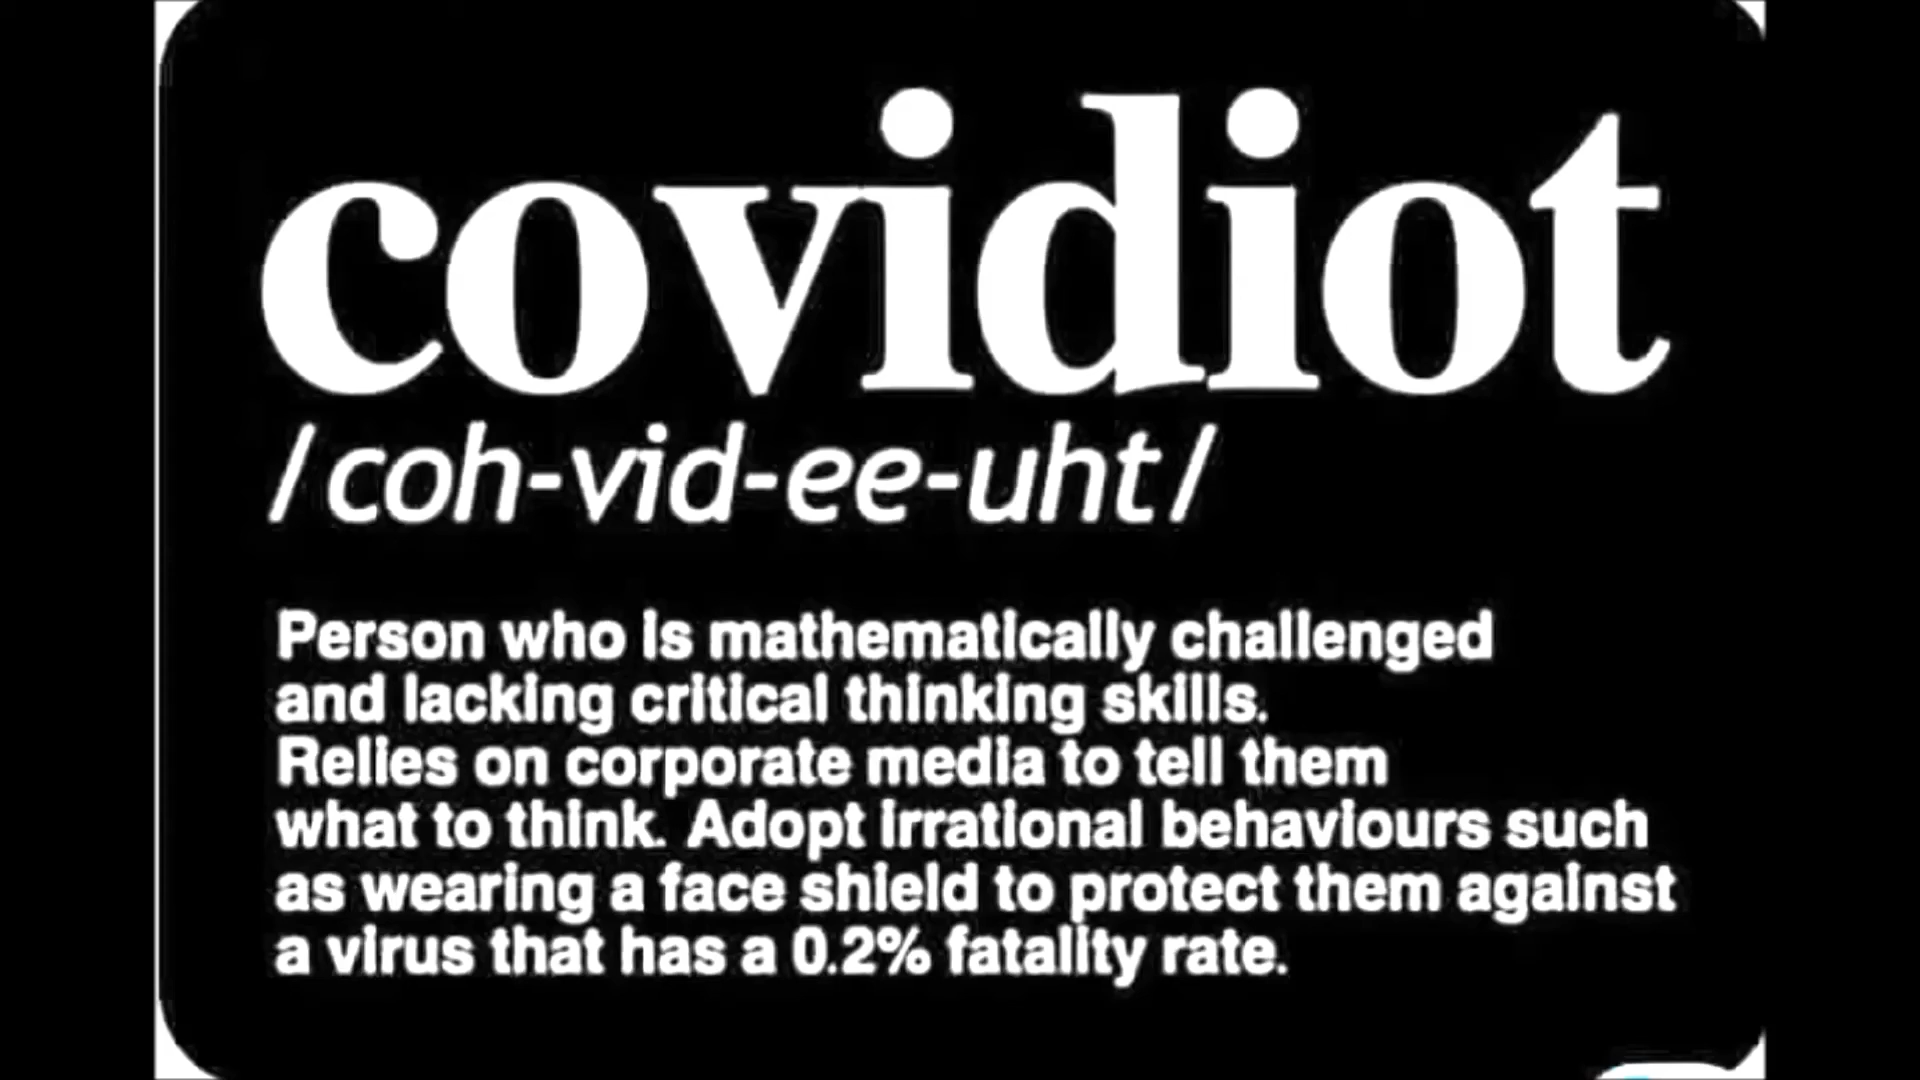 covidiot
/coh-vid-ee-uht/
Person who is mathematically challenged
and lacking critical thinking skills.
Relies on corporate media to tell them
what to think. Adopt irrational behaviours such
as wearing a face shield to protect them against
a virus that has a 0.2% fatality rate.